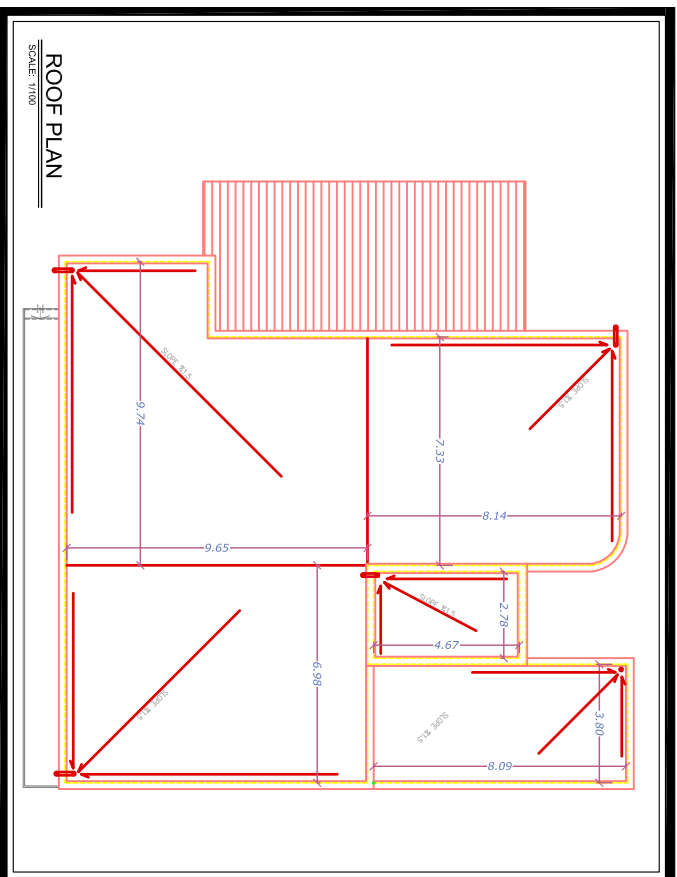 ROOF PLAN
SCALE: 1/100
SLOPE %1.5
9.74
7.33
SLOPE %1.5
8.14
9.65
SLOPE %1.5
2.78
4.67
6.98
SLOPE %1.5
SLOPE %1.5
3.80
8.09